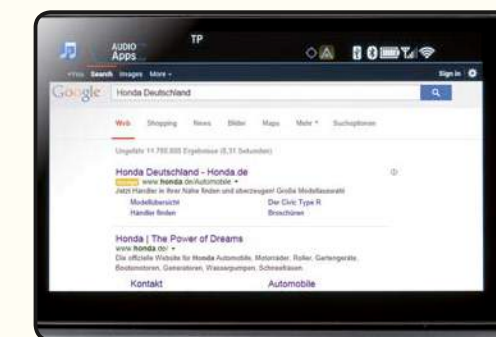 TP
AUDIO
Apps
+You Search Images More
Sign in
Google
Honda Deutschland
Web Shopping News Bilder Maps Mehr Suchoptionen
Honda Deutschland - Honda.de
www.honda.de/Automobile
Jetzt Händler in Ihrer Nähe finden und überzeugen! Große Modellauswahl
Modellübersicht Der Civic Type R
Händler finden Broschüren
Honda | The Power of Dreams
www.honda.de/
Die offizielle Website für Honda Automobile, Motorräder, Roller, Gartengeräte,
Bootsmotoren, Generatoren, Wasserpumpen, Schneefräsen.
Kontakt Automobile